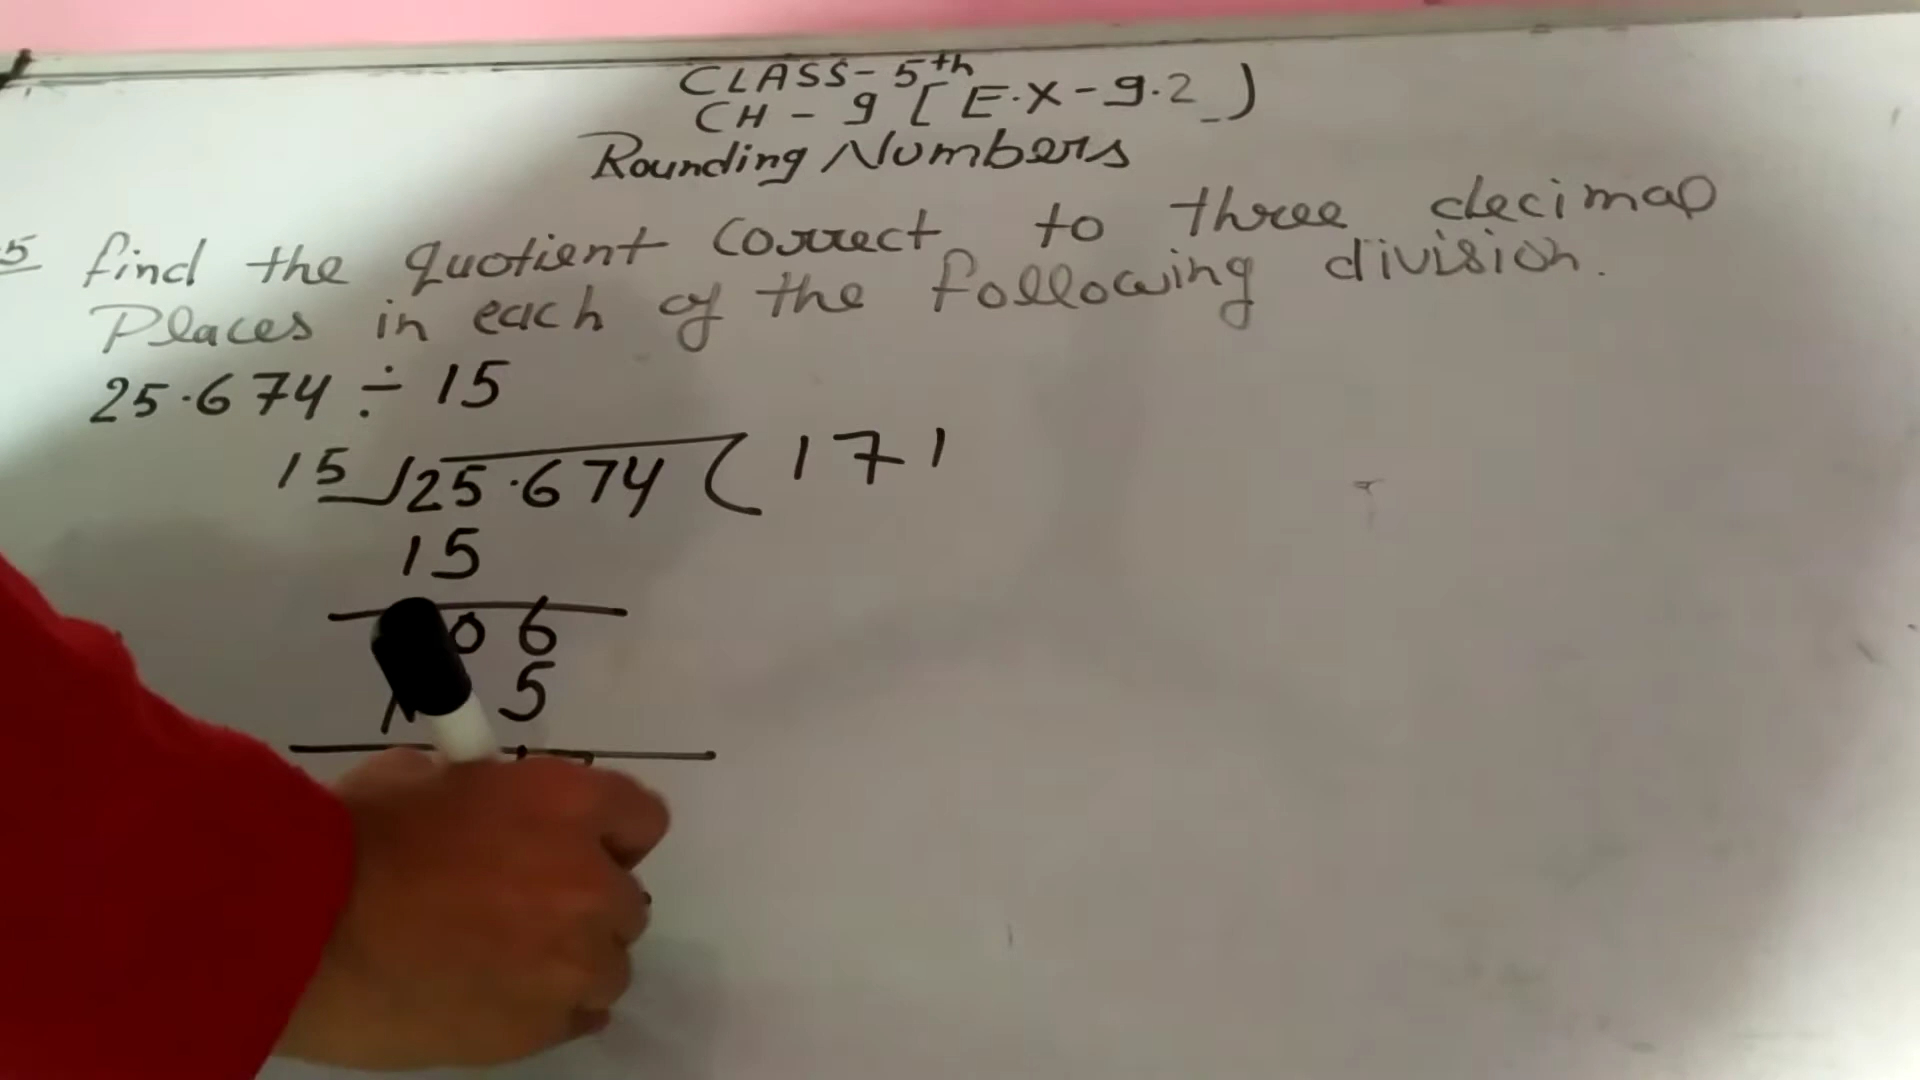 CLASS- 5th
CH - 9 [ E.X - 9.2 )
Rounding Numbers
5 find the quotient correct to three decimal
Places in each of the following division.
25.674 ÷ 15
15 25.674 ( 171
15
06
5